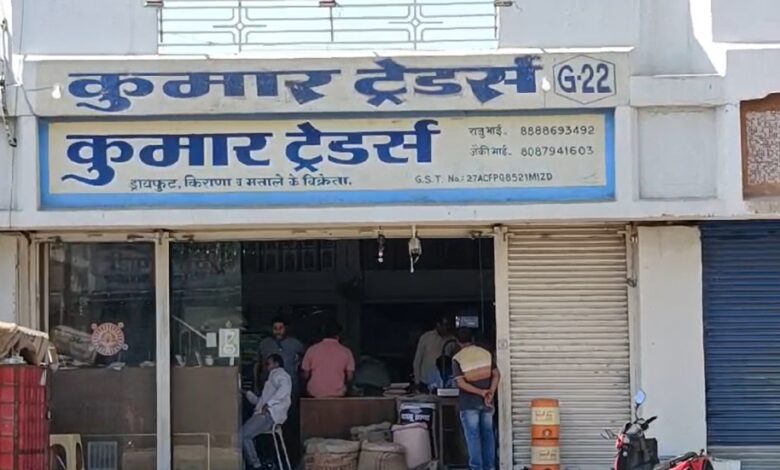 कुमार ट्रेडर्स G-22
कुमार ट्रेडर्स
राजु भाई. 8888693492
जॅकी भाई. 8087941603
ड्रायफुट, किराणा व मसाले के विक्रेता.
G.S.T. No.: 27ACFPG8521M1ZD